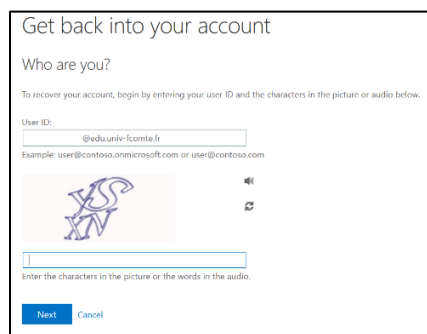 Get back into your account
Who are you?
To recover your account, begin by entering your user ID and the characters in the picture or audio below.
User ID:
@edu.univ-fcomte.fr
Example: user@contoso.onmicrosoft.com or user@contoso.com
Enter the characters in the picture or the words in the audio.
Next Cancel